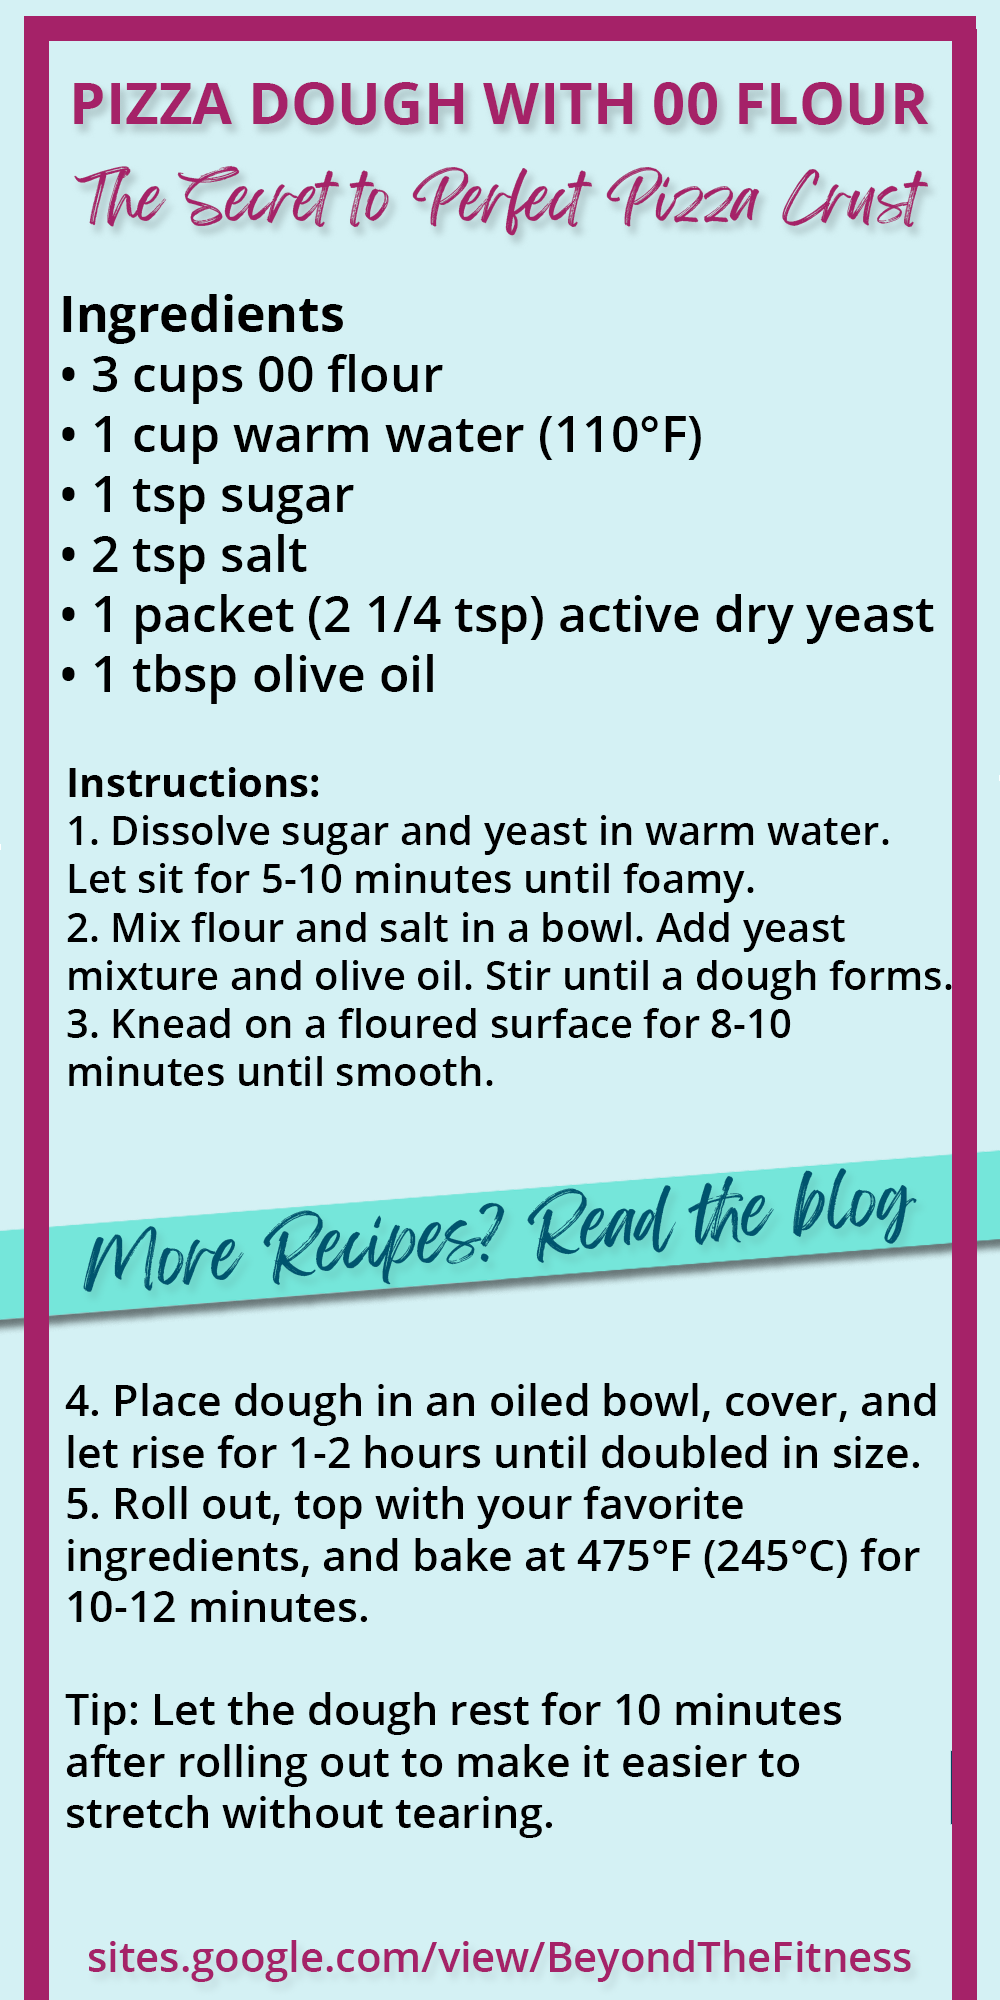 PIZZA DOUGH WITH 00 FLOUR
The Secret to Perfect Pizza Crust
Ingredients
• 3 cups 00 flour
• 1 cup warm water (110°F)
• 1 tsp sugar
• 2 tsp salt
• 1 packet (2 1/4 tsp) active dry yeast
• 1 tbsp olive oil
Instructions:
1. Dissolve sugar and yeast in warm water.
Let sit for 5-10 minutes until foamy.
2. Mix flour and salt in a bowl. Add yeast
mixture and olive oil. Stir until a dough forms.
3. Knead on a floured surface for 8-10
minutes until smooth.
More Recipes? Read the blog
4. Place dough in an oiled bowl, cover, and
let rise for 1-2 hours until doubled in size.
5. Roll out, top with your favorite
ingredients, and bake at 475°F (245°C) for
10-12 minutes.
Tip: Let the dough rest for 10 minutes
after rolling out to make it easier to
stretch without tearing.
sites.google.com/view/BeyondTheFitness